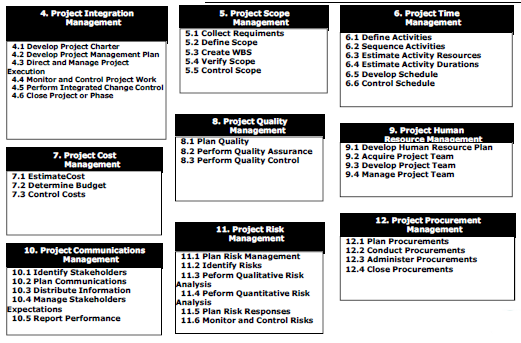 4. Project Integration
Management
4.1 Develop Project Charter
4.2 Develop Project Management Plan
4.3 Direct and Manage Project
Execution
4.4 Monitor and Control Project Work
4.5 Perform Integrated Change Control
4.6 Close Project or Phase
5. Project Scope
Management
5.1 Collect Requiments
5.2 Define Scope
5.3 Create WBS
5.4 Verify Scope
5.5 Control Scope
6. Project Time
Management
6.1 Define Activities
6.2 Sequence Activities
6.3 Estimate Activity Resources
6.4 Estimate Activity Durations
6.5 Develop Schedule
6.6 Control Schedule
7. Project Cost
Management
7.1 EstimateCost
7.2 Determine Budget
7.3 Control Costs
8. Project Quality
Management
8.1 Plan Quality
8.2 Perform Quality Assurance
8.3 Perform Quality Control
9. Project Human
Resource Management
9.1 Develop Human Resource Plan
9.2 Acquire Project Team
9.3 Develop Project Team
9.4 Manage Project Team
10. Project Communications
Management
10.1 Identify Stakeholders
10.2 Plan Communications
10.3 Distribute Information
10.4 Manage Stakeholders
Expectations
10.5 Report Performance
11. Project Risk
Management
11.1 Plan Risk Management
11.2 Identify Risks
11.3 Peform Qualitative Risk
Analysis
11.4 Peform Quantitative Risk
Analysis
11.5 Plan Risk Responses
11.6 Monitor and Control Risks
12. Project Procurement
Management
12.1 Plan Procurements
12.2 Conduct Procurements
12.3 Administer Procurements
12.4 Close Procurements